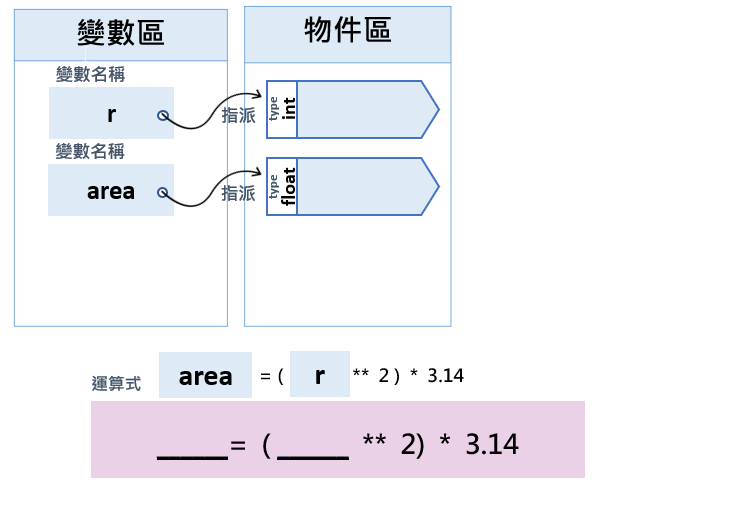 變數區
物件區
變數名稱
r
指派
type
int
變數名稱
area
指派
type
float
運算式 area = ( r ** 2 ) * 3.14
_____= (_____ ** 2) * 3.14